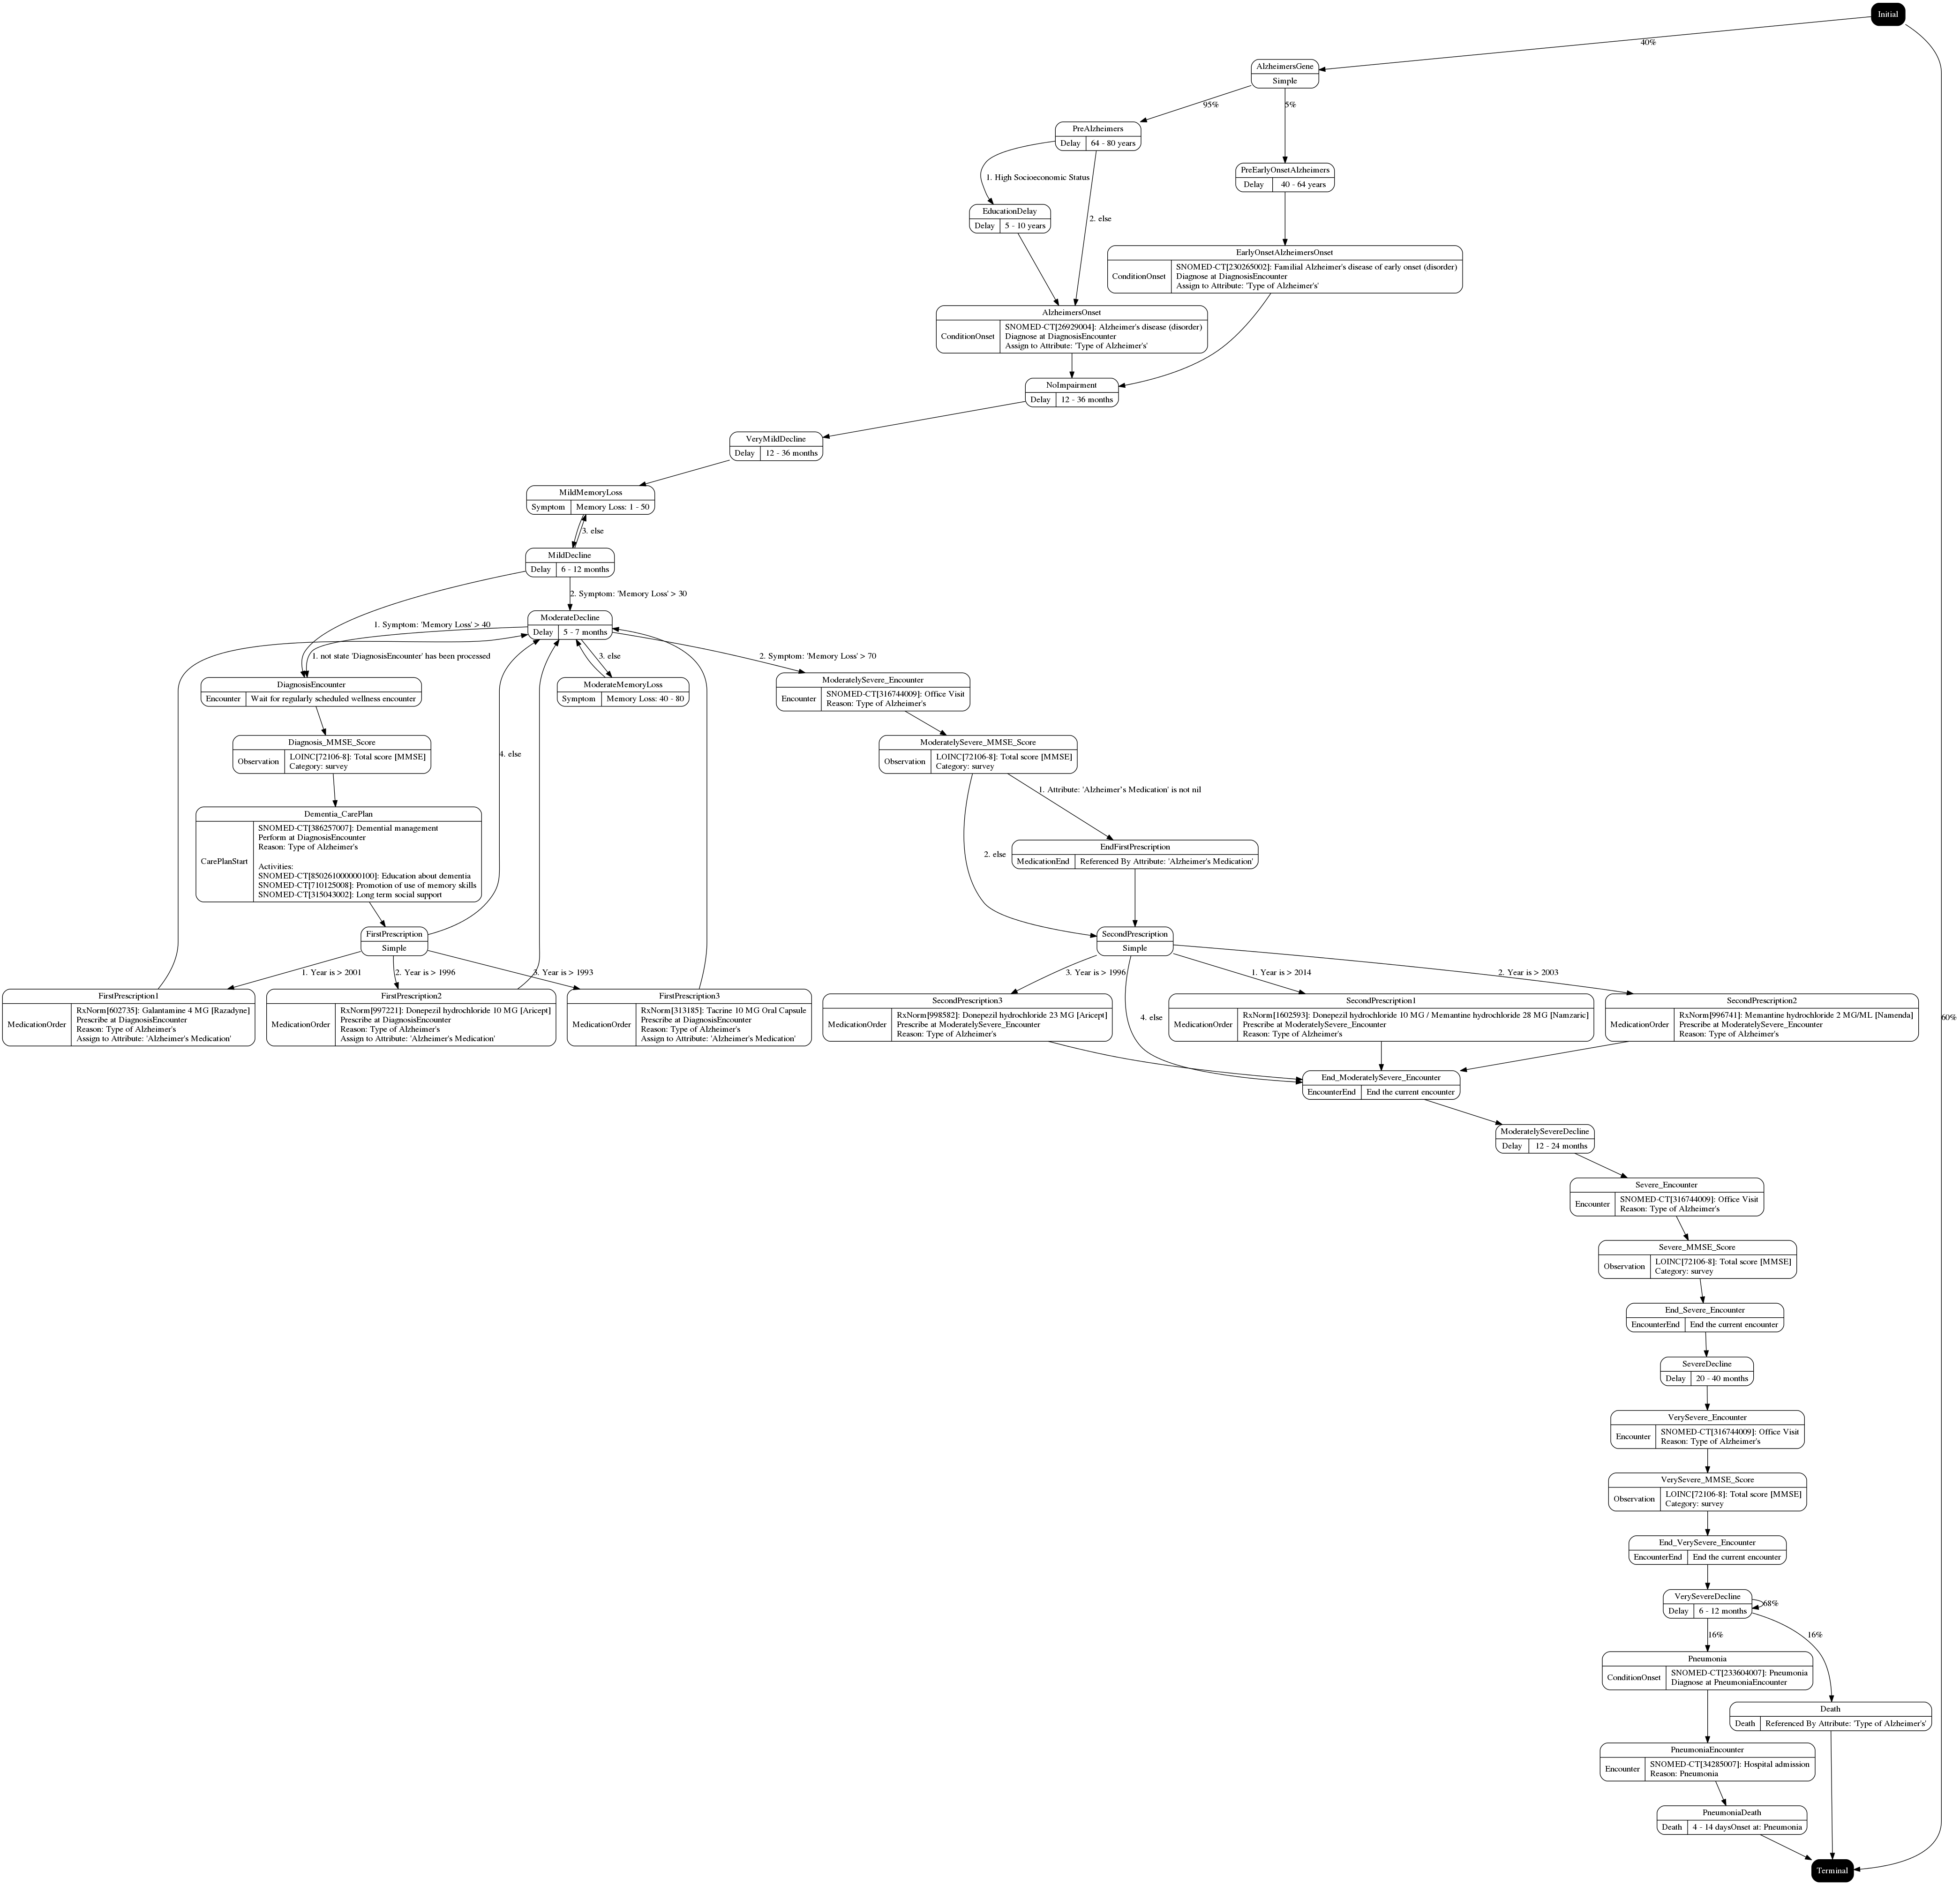 Initial
40%
AlzheimersGene
Simple
95%
5%
PreAlzheimers
Delay 64 - 80 years
PreEarlyOnsetAlzheimers
Delay 40 - 64 years
1. High Socioeconomic Status
EducationDelay
Delay 5 - 10 years
2. else
EarlyOnsetAlzheimersOnset
ConditionOnset
SNOMED-CT[230265002]: Familial Alzheimer's disease of early onset (disorder)
Diagnose at DiagnosisEncounter
Assign to Attribute: 'Type of Alzheimer's'
AlzheimersOnset
ConditionOnset
SNOMED-CT[26929004]: Alzheimer's disease (disorder)
Diagnose at DiagnosisEncounter
Assign to Attribute: 'Type of Alzheimer's'
NoImpairment
Delay 12 - 36 months
VeryMildDecline
Delay 12 - 36 months
MildMemoryLoss
Symptom Memory Loss: 1 - 50
3. else
MildDecline
Delay 6 - 12 months
2. Symptom: 'Memory Loss' > 30
ModerateDecline
Delay 5 - 7 months
1. Symptom: 'Memory Loss' > 40
1. not state 'DiagnosisEncounter' has been processed
3. else
2. Symptom: 'Memory Loss' > 70
DiagnosisEncounter
Encounter Wait for regularly scheduled wellness encounter
ModerateMemoryLoss
Symptom Memory Loss: 40 - 80
ModeratelySevere_Encounter
Encounter
SNOMED-CT[316744009]: Office Visit
Reason: Type of Alzheimer's
Diagnosis_MMSE_Score
Observation
LOINC[72106-8]: Total score [MMSE]
Category: survey
4. else
ModeratelySevere_MMSE_Score
Observation
LOINC[72106-8]: Total score [MMSE]
Category: survey
1. Attribute: 'Alzheimer's Medication' is not nil
Dementia_CarePlan
CarePlanStart
SNOMED-CT[386257007]: Demential management
Perform at DiagnosisEncounter
Reason: Type of Alzheimer's
Activities:
SNOMED-CT[850261000000100]: Education about dementia
SNOMED-CT[710125008]: Promotion of use of memory skills
SNOMED-CT[315043002]: Long term social support
2. else
EndFirstPrescription
MedicationEnd Referenced By Attribute: 'Alzheimer's Medication'
FirstPrescription
Simple
SecondPrescription
Simple
1. Year is > 2001
2. Year is > 1996
3. Year is > 1993
3. Year is > 1996
1. Year is > 2014
2. Year is > 2003
FirstPrescription1
MedicationOrder
RxNorm[602735]: Galantamine 4 MG [Razadyne]
Prescribe at DiagnosisEncounter
Reason: Type of Alzheimer's
Assign to Attribute: 'Alzheimer's Medication'
FirstPrescription2
MedicationOrder
RxNorm[997221]: Donepezil hydrochloride 10 MG [Aricept]
Prescribe at DiagnosisEncounter
Reason: Type of Alzheimer's
Assign to Attribute: 'Alzheimer's Medication'
FirstPrescription3
MedicationOrder
RxNorm[313185]: Tacrine 10 MG Oral Capsule
Prescribe at DiagnosisEncounter
Reason: Type of Alzheimer's
Assign to Attribute: 'Alzheimer's Medication'
SecondPrescription3
MedicationOrder
RxNorm[998582]: Donepezil hydrochloride 23 MG [Aricept]
Prescribe at ModeratelySevere_Encounter
Reason: Type of Alzheimer's
4. else
SecondPrescription1
MedicationOrder
RxNorm[1602593]: Donepezil hydrochloride 10 MG / Memantine hydrochloride 28 MG [Namzaric]
Prescribe at ModeratelySevere_Encounter
Reason: Type of Alzheimer's
SecondPrescription2
MedicationOrder
RxNorm[996741]: Memantine hydrochloride 2 MG/ML [Namenda]
Prescribe at ModeratelySevere_Encounter
Reason: Type of Alzheimer's
60%
End_ModeratelySevere_Encounter
EncounterEnd End the current encounter
ModeratelySevereDecline
Delay 12 - 24 months
Severe_Encounter
Encounter
SNOMED-CT[316744009]: Office Visit
Reason: Type of Alzheimer's
Severe_MMSE_Score
Observation
LOINC[72106-8]: Total score [MMSE]
Category: survey
End_Severe_Encounter
EncounterEnd End the current encounter
SevereDecline
Delay 20 - 40 months
VerySevere_Encounter
Encounter
SNOMED-CT[316744009]: Office Visit
Reason: Type of Alzheimer's
VerySevere_MMSE_Score
Observation
LOINC[72106-8]: Total score [MMSE]
Category: survey
End_VerySevere_Encounter
EncounterEnd End the current encounter
VerySevereDecline
Delay 6 - 12 months
68%
16%
16%
Pneumonia
ConditionOnset
SNOMED-CT[233604007]: Pneumonia
Diagnose at PneumoniaEncounter
Death
Death Referenced By Attribute: 'Type of Alzheimer's'
PneumoniaEncounter
Encounter
SNOMED-CT[34285007]: Hospital admission
Reason: Pneumonia
PneumoniaDeath
Death 4 - 14 daysOnset at: Pneumonia
Terminal